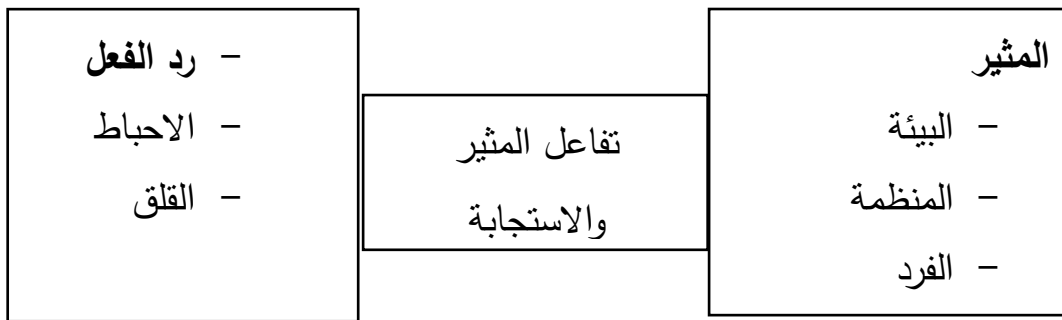 المثير
- البيئة
- المنظمة
- الفرد
تفاعل المثير
والاستجابة
- رد الفعل
- الاحباط
- القلق